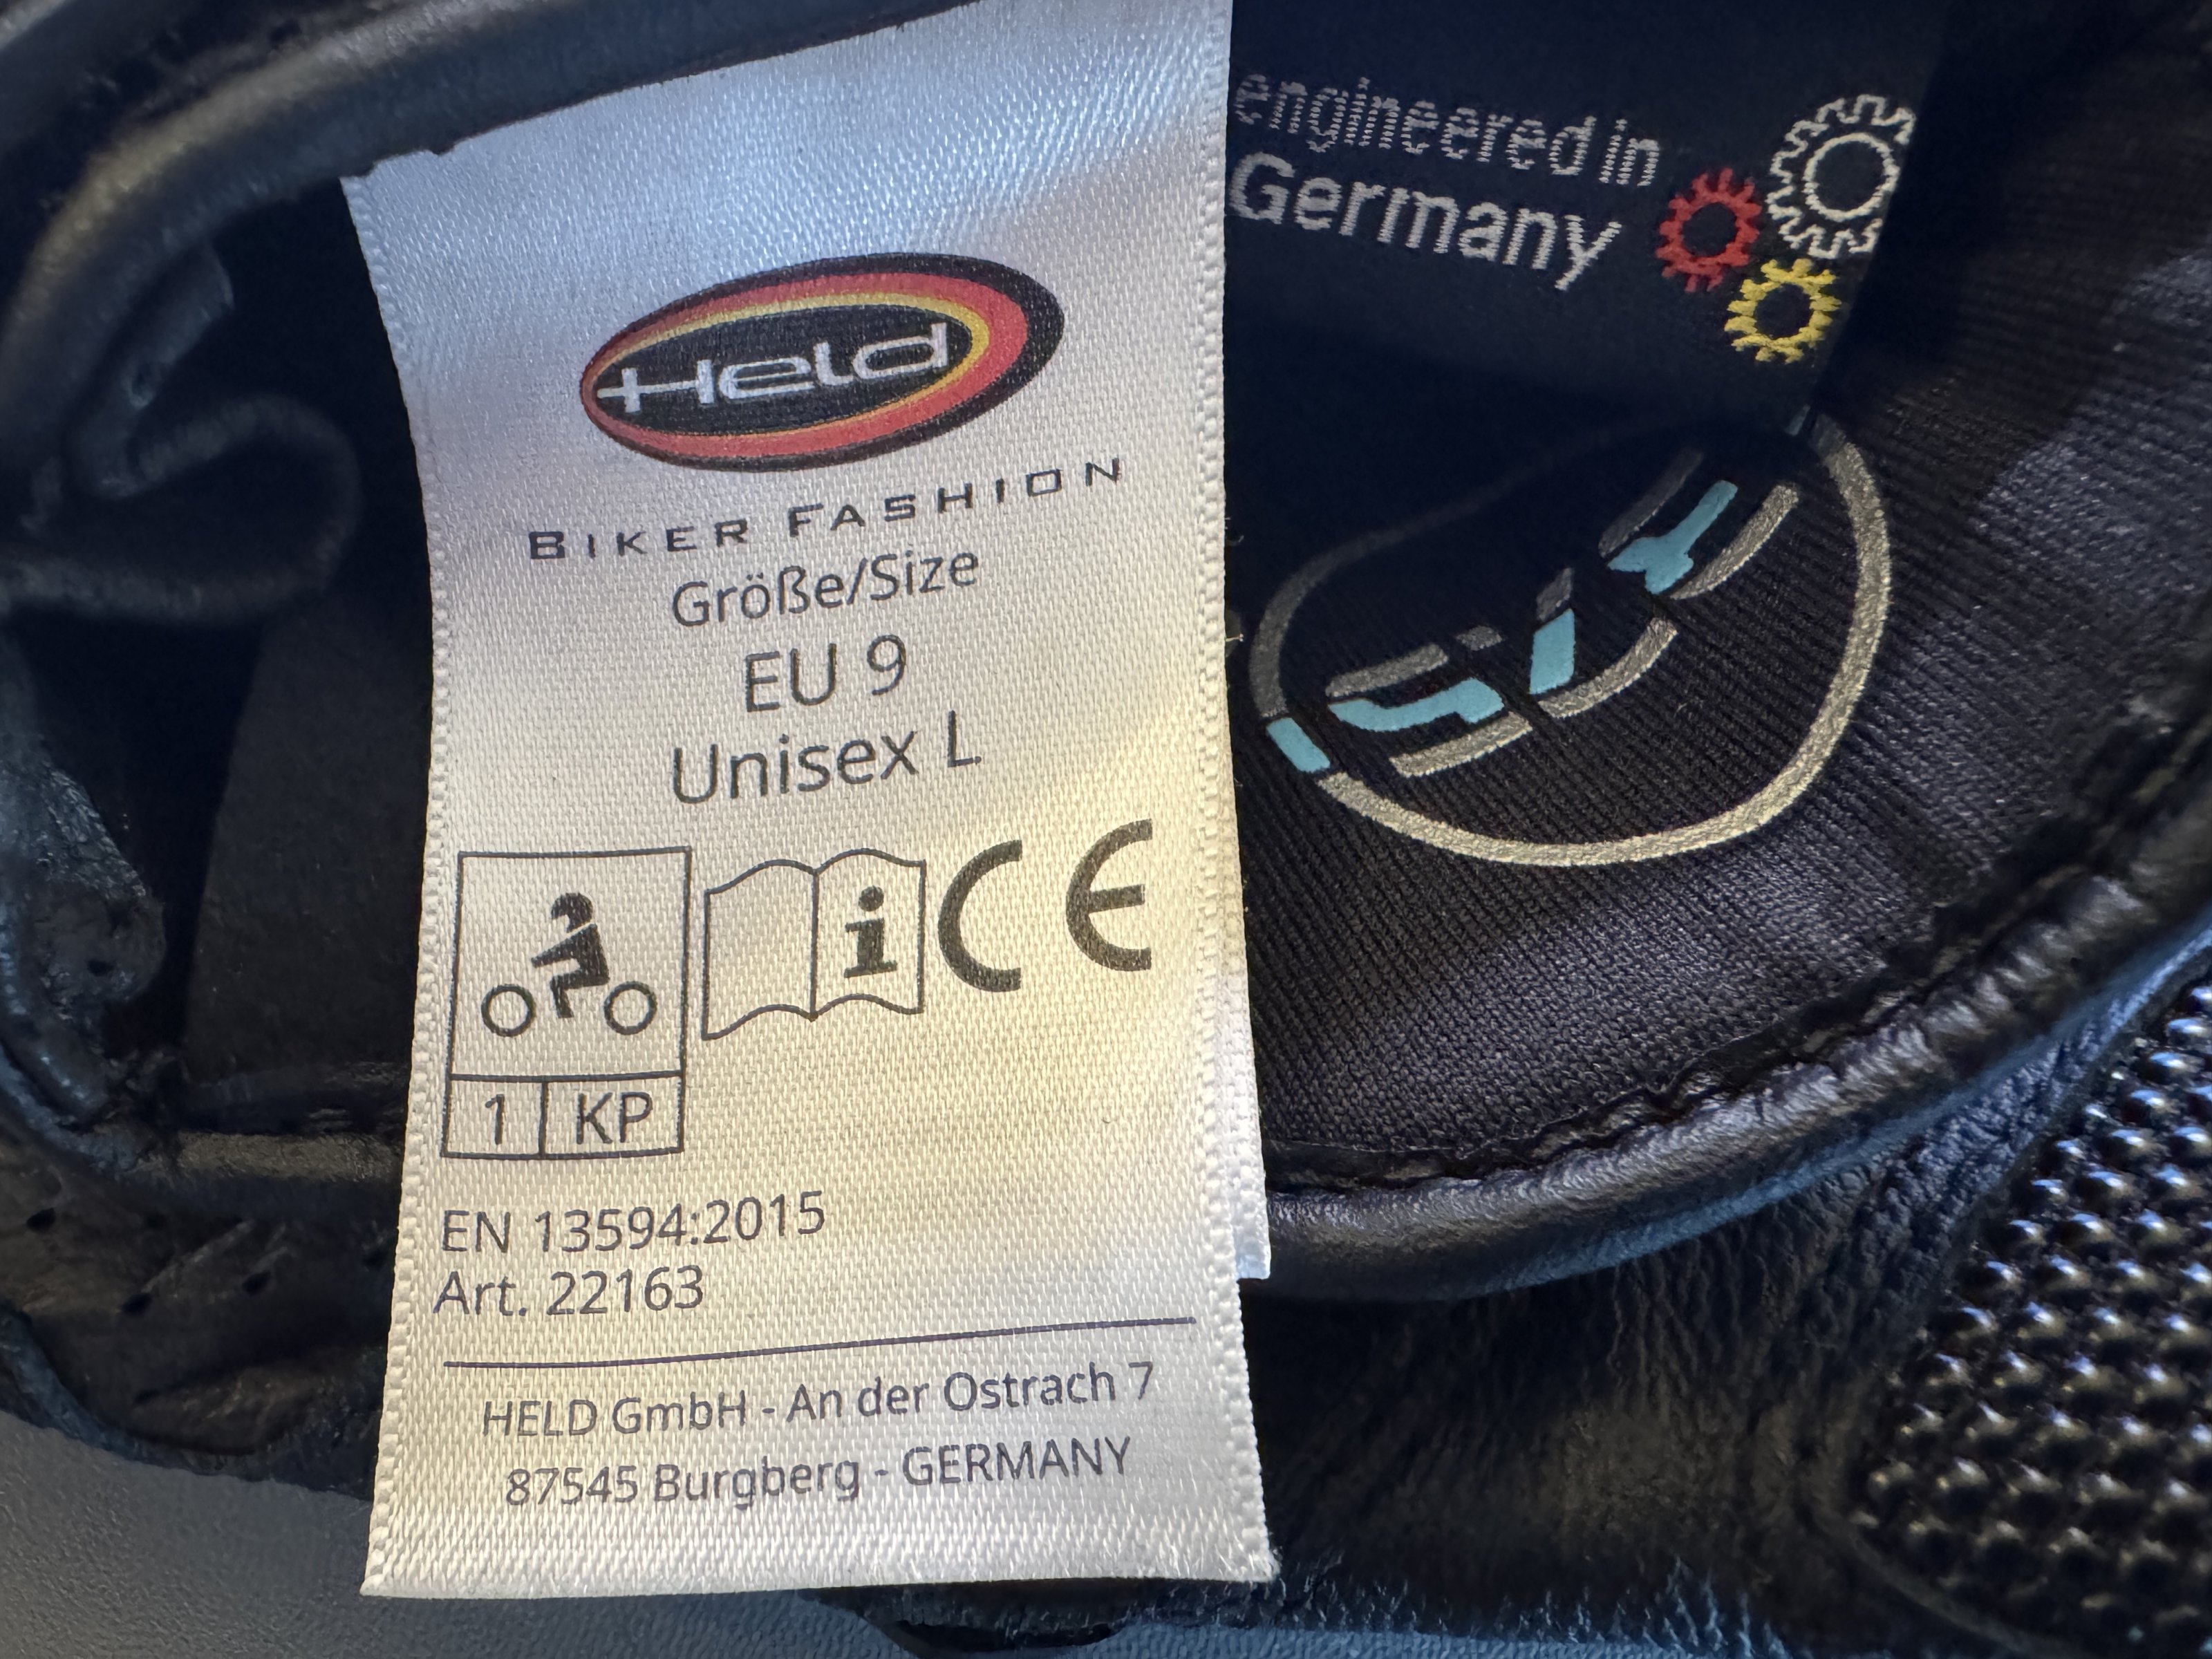 Held
BIKER FASHION
Größe/Size
EU 9
Unisex L
i CE
1 KP
EN 13594:2015
Art. 22163
HELD GmbH - An der Ostrach 7
87545 Burgberg - GERMANY
engineered in
Germany